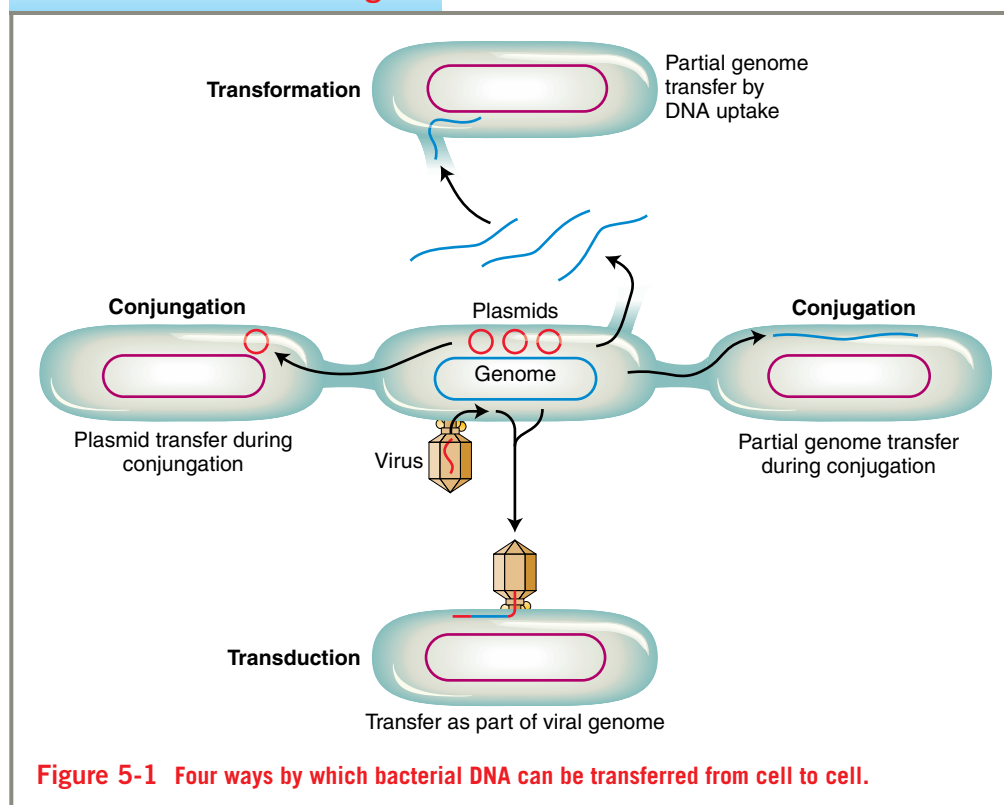 Transformation
Partial genome
transfer by
DNA uptake
Conjungation
Plasmids
Conjugation
Genome
Plasmid transfer during
conjungation
Virus
Partial genome transfer
during conjugation
Transduction
Transfer as part of viral genome
Figure 5-1 Four ways by which bacterial DNA can be transferred from cell to cell.